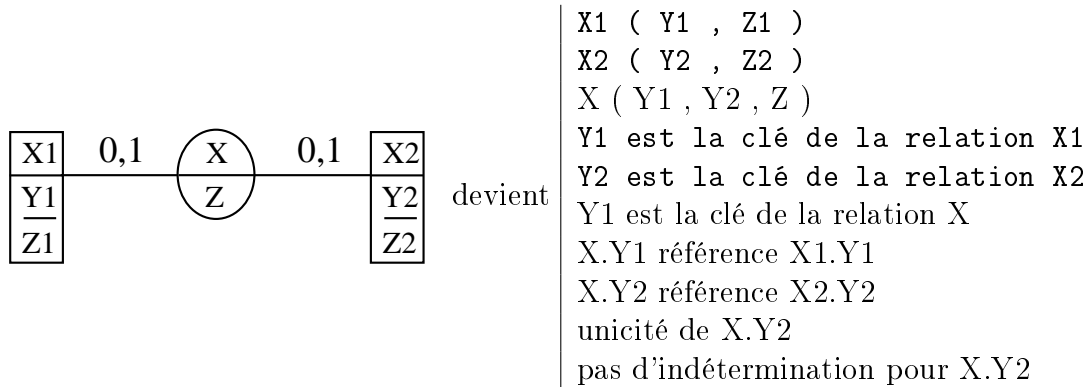 X1 ( Y1 , Z1 )
X2 ( Y2 , Z2 )
X ( Y1 , Y2 , Z )
Y1 est la clé de la relation X1
Y2 est la clé de la relation X2
Y1 est la clé de la relation X
X.Y1 référence X1.Y1
X.Y2 référence X2.Y2
unicité de X.Y2
pas d'indétermination pour X.Y2
devient
X1 0,1 X 0,1 X2
Y1 Z Y2
Z1 Z2